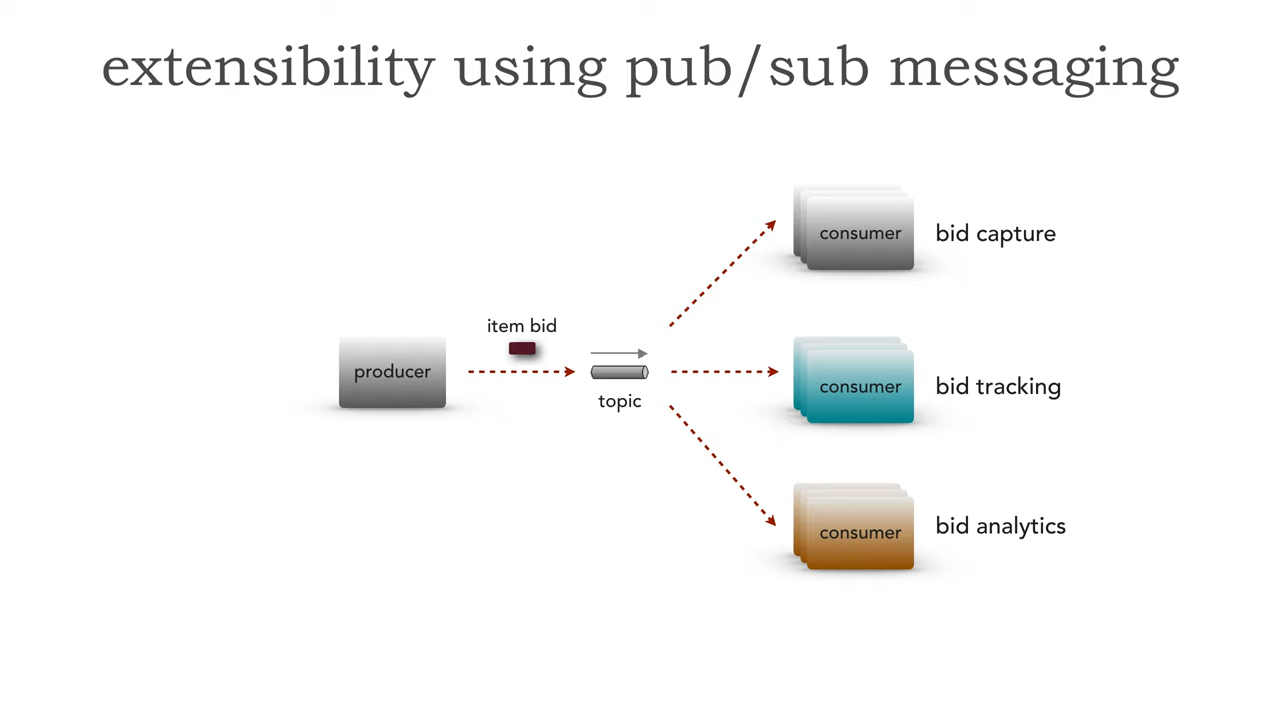 extensibility using pub/sub messaging
consumer
bid capture
item bid
producer
topic
consumer
bid tracking
consumer
bid analytics